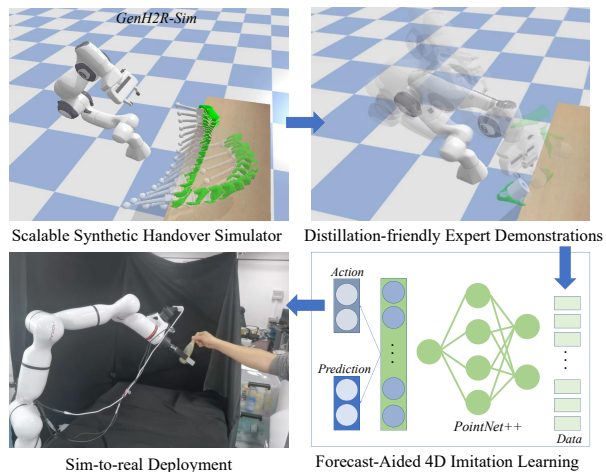 GenH2R-Sim
Scalable Synthetic Handover Simulator
Distillation-friendly Expert Demonstrations
Action
Prediction
PointNet++
Data
Sim-to-real Deployment
Forecast-Aided 4D Imitation Learning